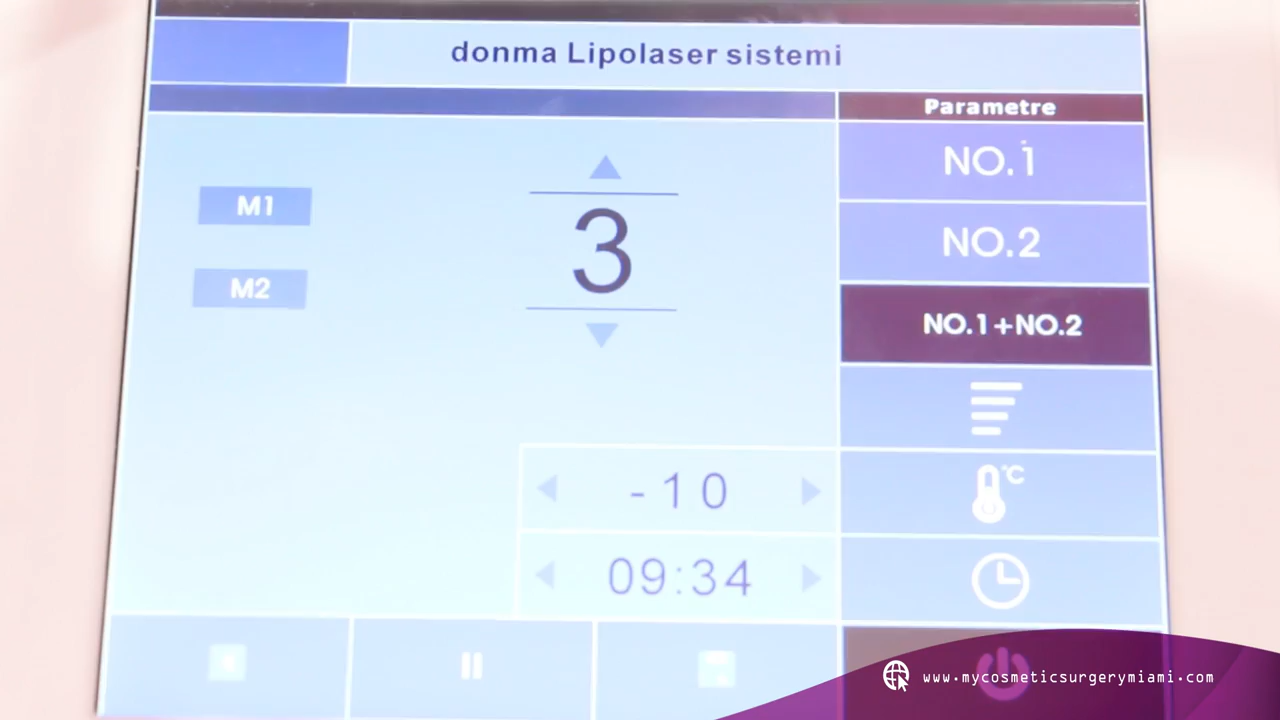 donma Lipolaser sistemi
Parametre
NO.1
M1
3
NO.2
M2
NO.1+NO.2
°C
-10
09:34
www.mycosmeticsurgerymiami.com